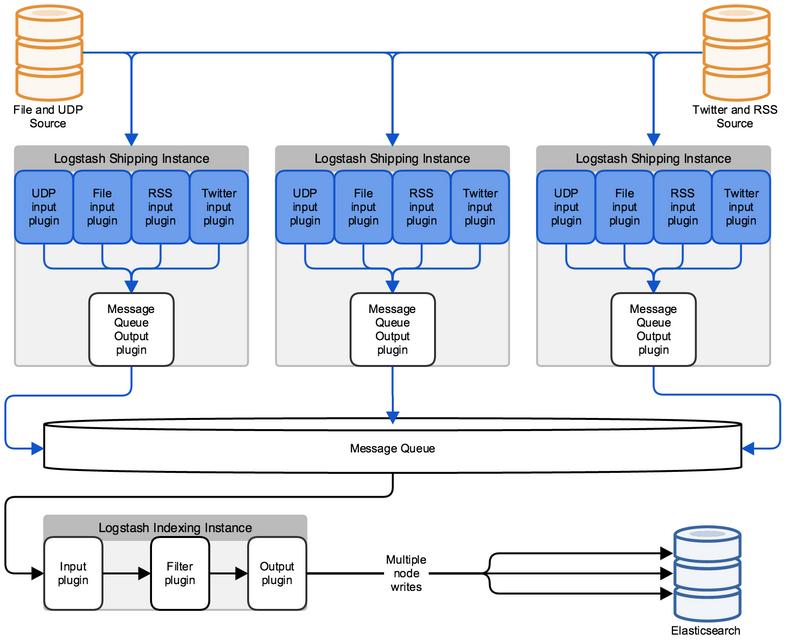 File and UDP
Source
Twitter and RSS
Source
Logstash Shipping Instance
UDP
input
plugin
File
input
plugin
RSS
input
plugin
Twitter
input
plugin
Message
Queue
Output
plugin
Logstash Shipping Instance
UDP
input
plugin
File
input
plugin
RSS
input
plugin
Twitter
input
plugin
Message
Queue
Output
plugin
Logstash Shipping Instance
UDP
input
plugin
File
input
plugin
RSS
input
plugin
Twitter
input
plugin
Message
Queue
Output
plugin
Message Queue
Logstash Indexing Instance
Input
plugin
Filter
plugin
Output
plugin
Multiple
node
writes
Elasticsearch